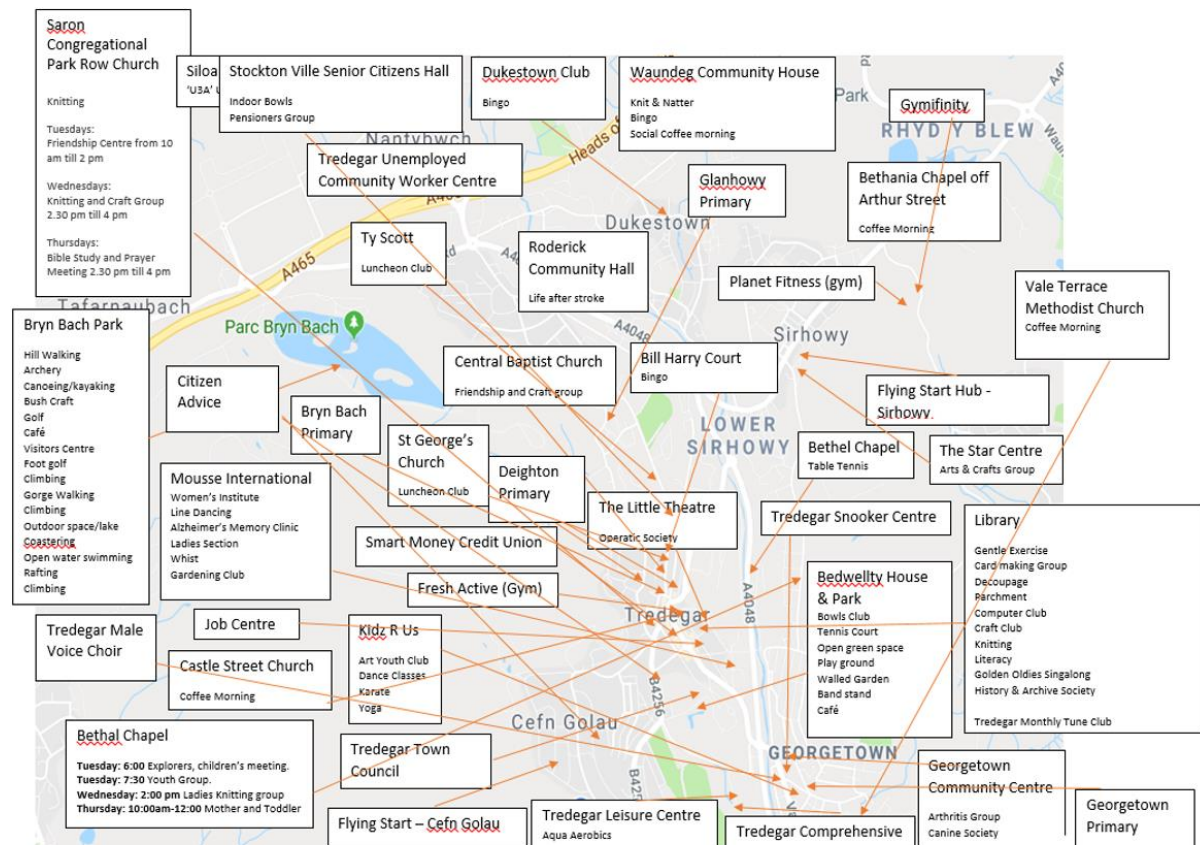 Saron
Congregational
Park Row Church
Knitting
Tuesdays:
Friendship Centre from 10
am till 2 pm
Wednesdays:
Knitting and Craft Group
2.30 pm till 4 pm
Thursdays:
Bible Study and Prayer
Meeting 2.30 pm till 4 pm
Siloa
'U3A'
Stockton Ville Senior Citizens Hall
Indoor Bowls
Pensioners Group
Dukestown Club
Bingo
Waundeg Community House
Knit & Natter
Bingo
Social Coffee morning
Park
Gymifinity
RHYD Y BLEW
Nantybwch
Heads of
Tredegar Unemployed
Community Worker Centre
Glanhowy
Primary
Bethania Chapel off
Arthur Street
Coffee Morning
Dukestown
Ty Scott
Luncheon Club
Roderick
Community Hall
Life after stroke
A465
Planet Fitness (gym)
Vale Terrace
Methodist Church
Coffee Morning
Tafarnaubach
Parc Bryn Bach
A4048
Sirhowy
Bryn Bach Park
Hill Walking
Archery
Canoeing/kayaking
Bush Craft
Golf
Café
Visitors Centre
Foot golf
Climbing
Gorge Walking
Climbing
Outdoor space/lake
Coastering
Open water swimming
Rafting
Climbing
Citizen
Advice
Central Baptist Church
Friendship and Craft group
Bill Harry Court
Bingo
Flying Start Hub -
Sirhowy.
Bryn Bach
Primary
St George's
Church
Luncheon Club
LOWER
SIRHOWY
Bethel Chapel
Table Tennis
The Star Centre
Arts & Crafts Group
Mousse International
Women's Institute
Line Dancing
Alzheimer's Memory Clinic
Ladies Section
Whist
Gardening Club
Deighton
Primary
The Little Theatre
Operatic Society
Tredegar Snooker Centre
Library
Gentle Exercise
Card making Group
Decoupage
Parchment
Computer Club
Craft Club
Knitting
Literacy
Golden Oldies Singalong
History & Archive Society
Tredegar Monthly Tune Club
Smart Money Credit Union
Fresh Active (Gym)
Bedwellty House
& Park
Bowls Club
Tennis Court
Open green space
Play ground
Walled Garden
Band stand
Café
A4048
Tredegar
Tredegar Male
Voice Choir
Job Centre
Kidz R Us
Art Youth Club
Dance Classes
Karate
Yoga
Castle Street Church
Coffee Morning
B4256
Cefn Golau
Bethal Chapel
Tuesday: 6:00 Explorers, children's meeting.
Tuesday: 7:30 Youth Group.
Wednesday: 2:00 pm Ladies Knitting group
Thursday: 10:00am-12:00 Mother and Toddler
Tredegar Town
Council
GEORGETOWN
Georgetown
Community Centre
Arthritis Group
Canine Society
Georgetown
Primary
Flying Start – Cefn Golau
Tredegar Leisure Centre
Aqua Aerobics
Tredegar Comprehensive